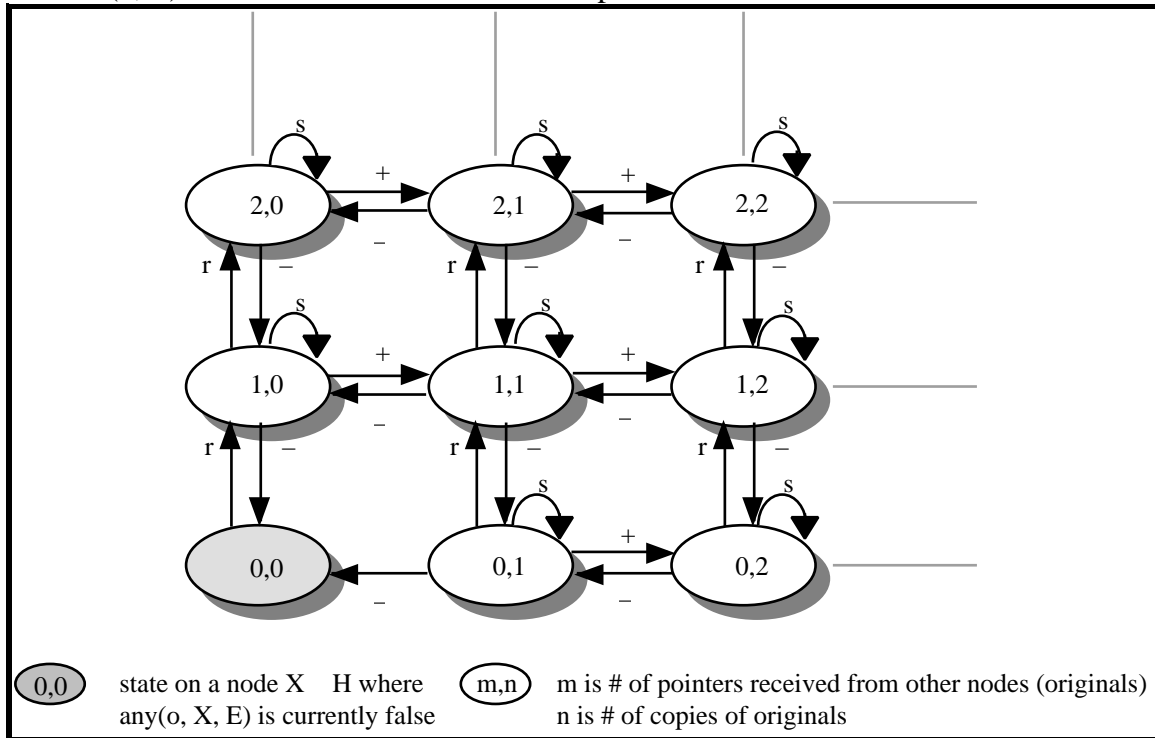 s s s
+ +
2,0 2,1 2,2
– –
r – r – r –
s s s
+ +
1,0 1,1 1,2
– –
r – r – r –
s s
+
0,0 0,1 0,2
– –
0,0 state on a node X H where
any(o, X, E) is currently false
m,n m is # of pointers received from other nodes (originals)
n is # of copies of originals